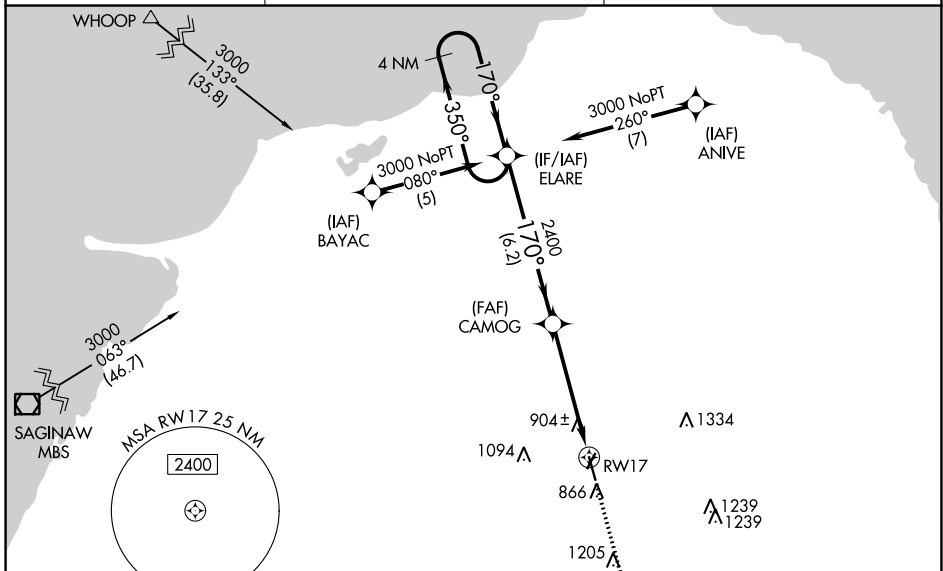 WHOOP
3000
133°
(35.8)
4 NM
170°
350°
3000 NoPT
260°
(7)
(IAF)
ANIVE
(IF/IAF)
ELARE
3000 NoPT
080°
(5)
(IAF)
BAYAC
2400
170°
(6.2)
(FAF)
CAMOG
3000
063°
(46.7)
SAGINAW
MBS
MSA RW17 25 NM
2400
904±
1334
1094
RW17
866
1239
1239
1205